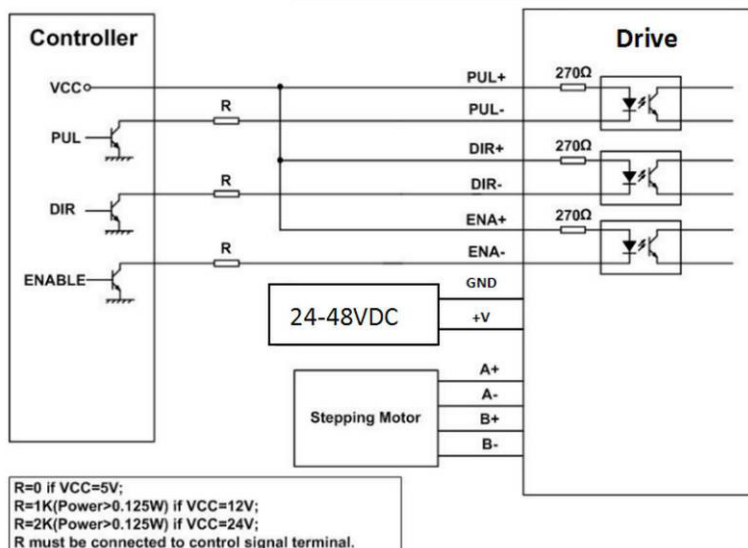 Controller
Drive
VCC
PUL+
270Ω
R
PUL-
PUL
DIR+
270Ω
R
DIR-
DIR
ENA+
270Ω
R
ENA-
ENABLE
GND
24-48VDC
+V
A+
A-
Stepping Motor
B+
B-
R=0 if VCC=5V;
R=1K(Power>0.125W) if VCC=12V;
R=2K(Power>0.125W) if VCC=24V;
R must be connected to control signal terminal.